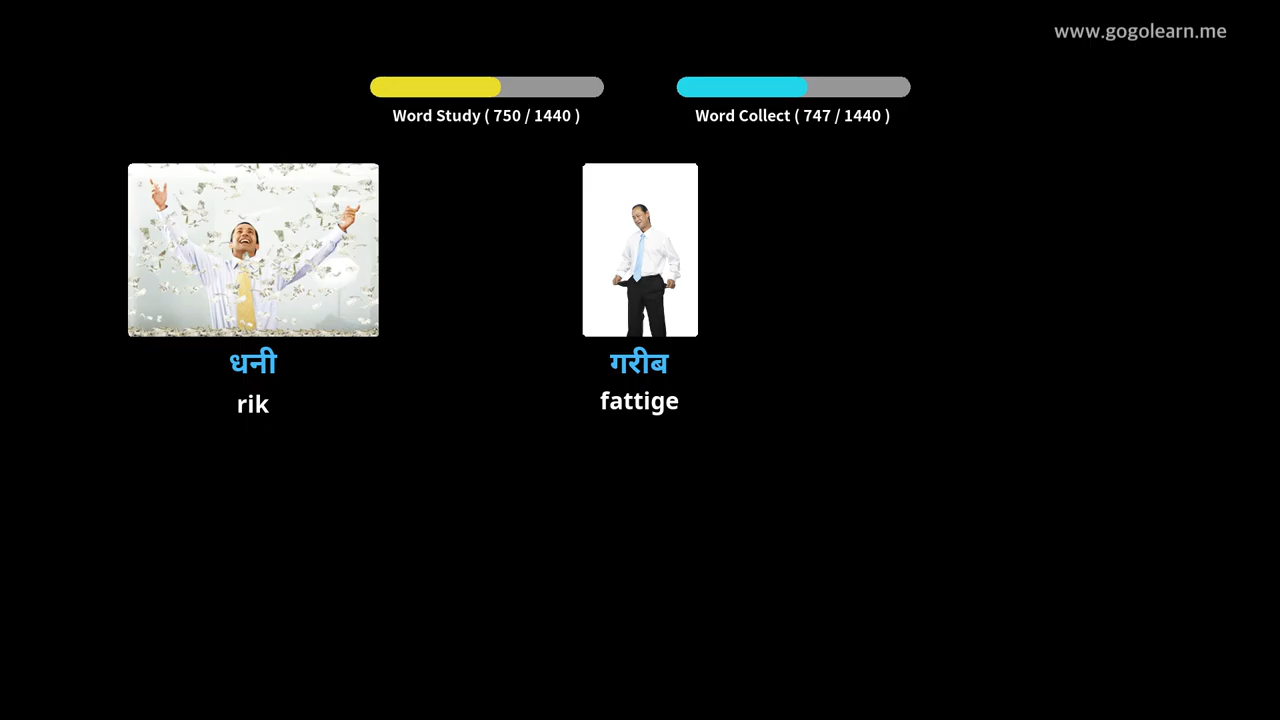 www.gogolearn.me
Word Study ( 750 / 1440 )
Word Collect ( 747 / 1440 )
धनी
rik
गरीब
fattige